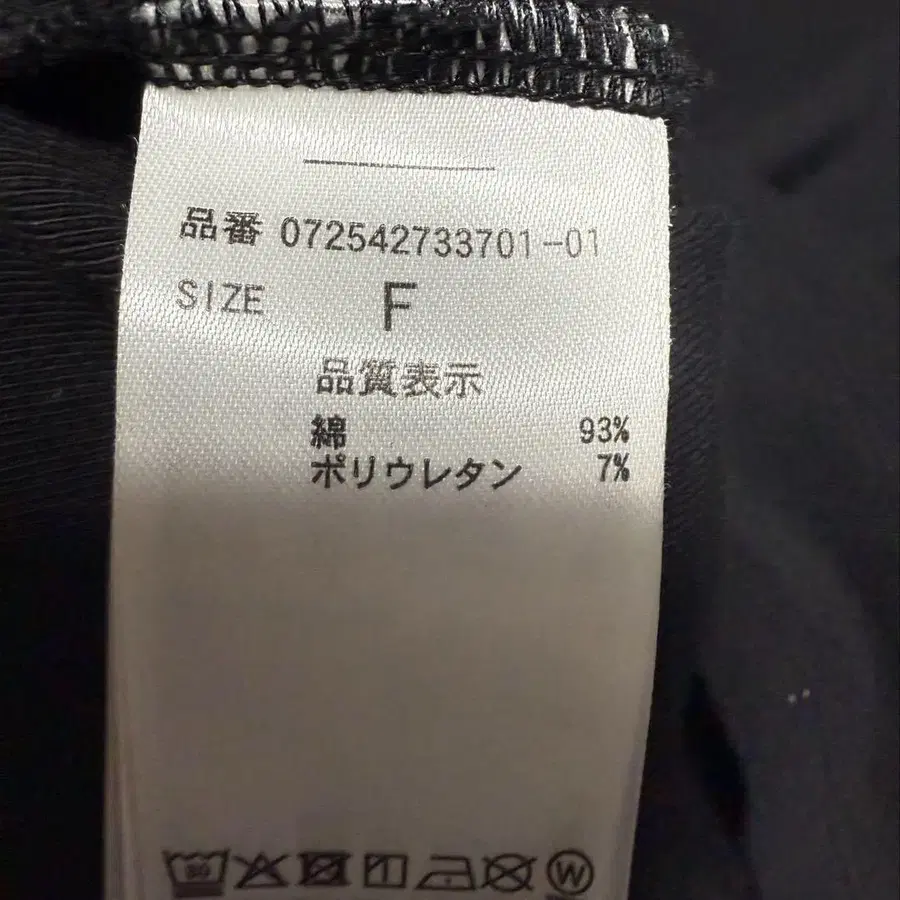 品番 072542733701-01
SIZE F
品質表示
綿 93%
ポリウレタン 7%
W